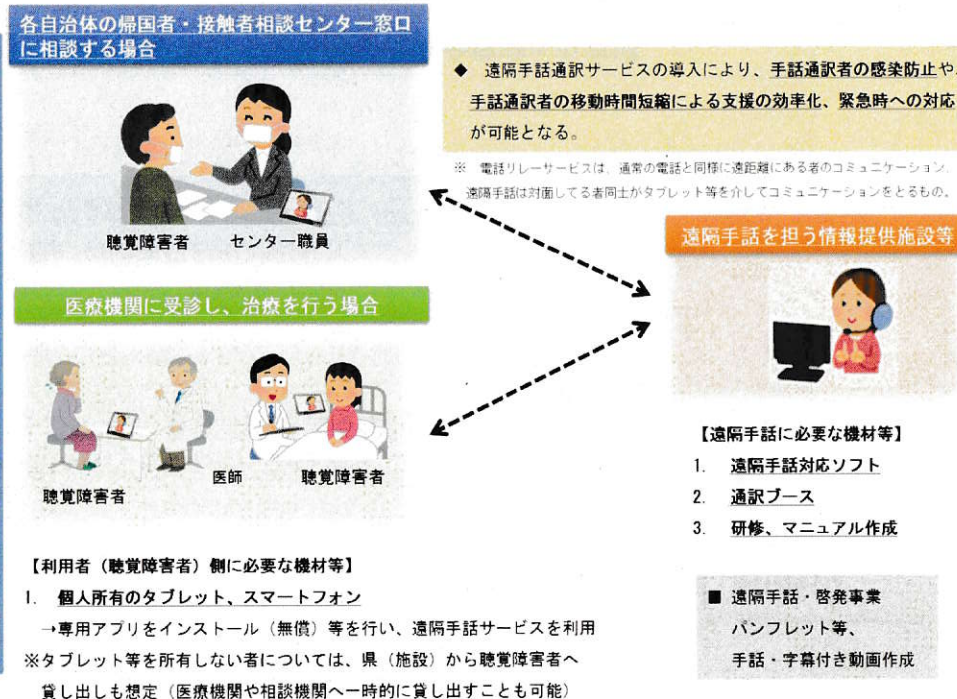 各自治体の帰国者・接触者相談センター窓口
に相談する場合
聴覚障害者
センター職員
医療機関に受診し、治療を行う場合
聴覚障害者
医師
聴覚障害者
【利用者（聴覚障害者）側に必要な機材等】
1. 個人所有のタブレット、スマートフォン
→専用アプリをインストール（無償）等を行い、遠隔手話サービスを利用
※タブレット等を所有しない者については、県（施設）から聴覚障害者へ
貸し出しも想定（医療機関や相談機関へ一時的に貸し出すことも可能）
◆ 遠隔手話通訳サービスの導入により、手話通訳者の感染防止や、
手話通訳者の移動時間短縮による支援の効率化、緊急時への対応
が可能となる。
※ 電話リレーサービスは、通常の電話と同様に遠距離にある者のコミュニケーション、
遠隔手話は対面してる者同士がタブレット等を介してコミュニケーションをとるもの。
遠隔手話を担う情報提供施設等
【遠隔手話に必要な機材等】
1. 遠隔手話対応ソフト
2. 通訳ブース
3. 研修、マニュアル作成
■ 遠隔手話・啓発事業
パンフレット等、
手話・字幕付き動画作成